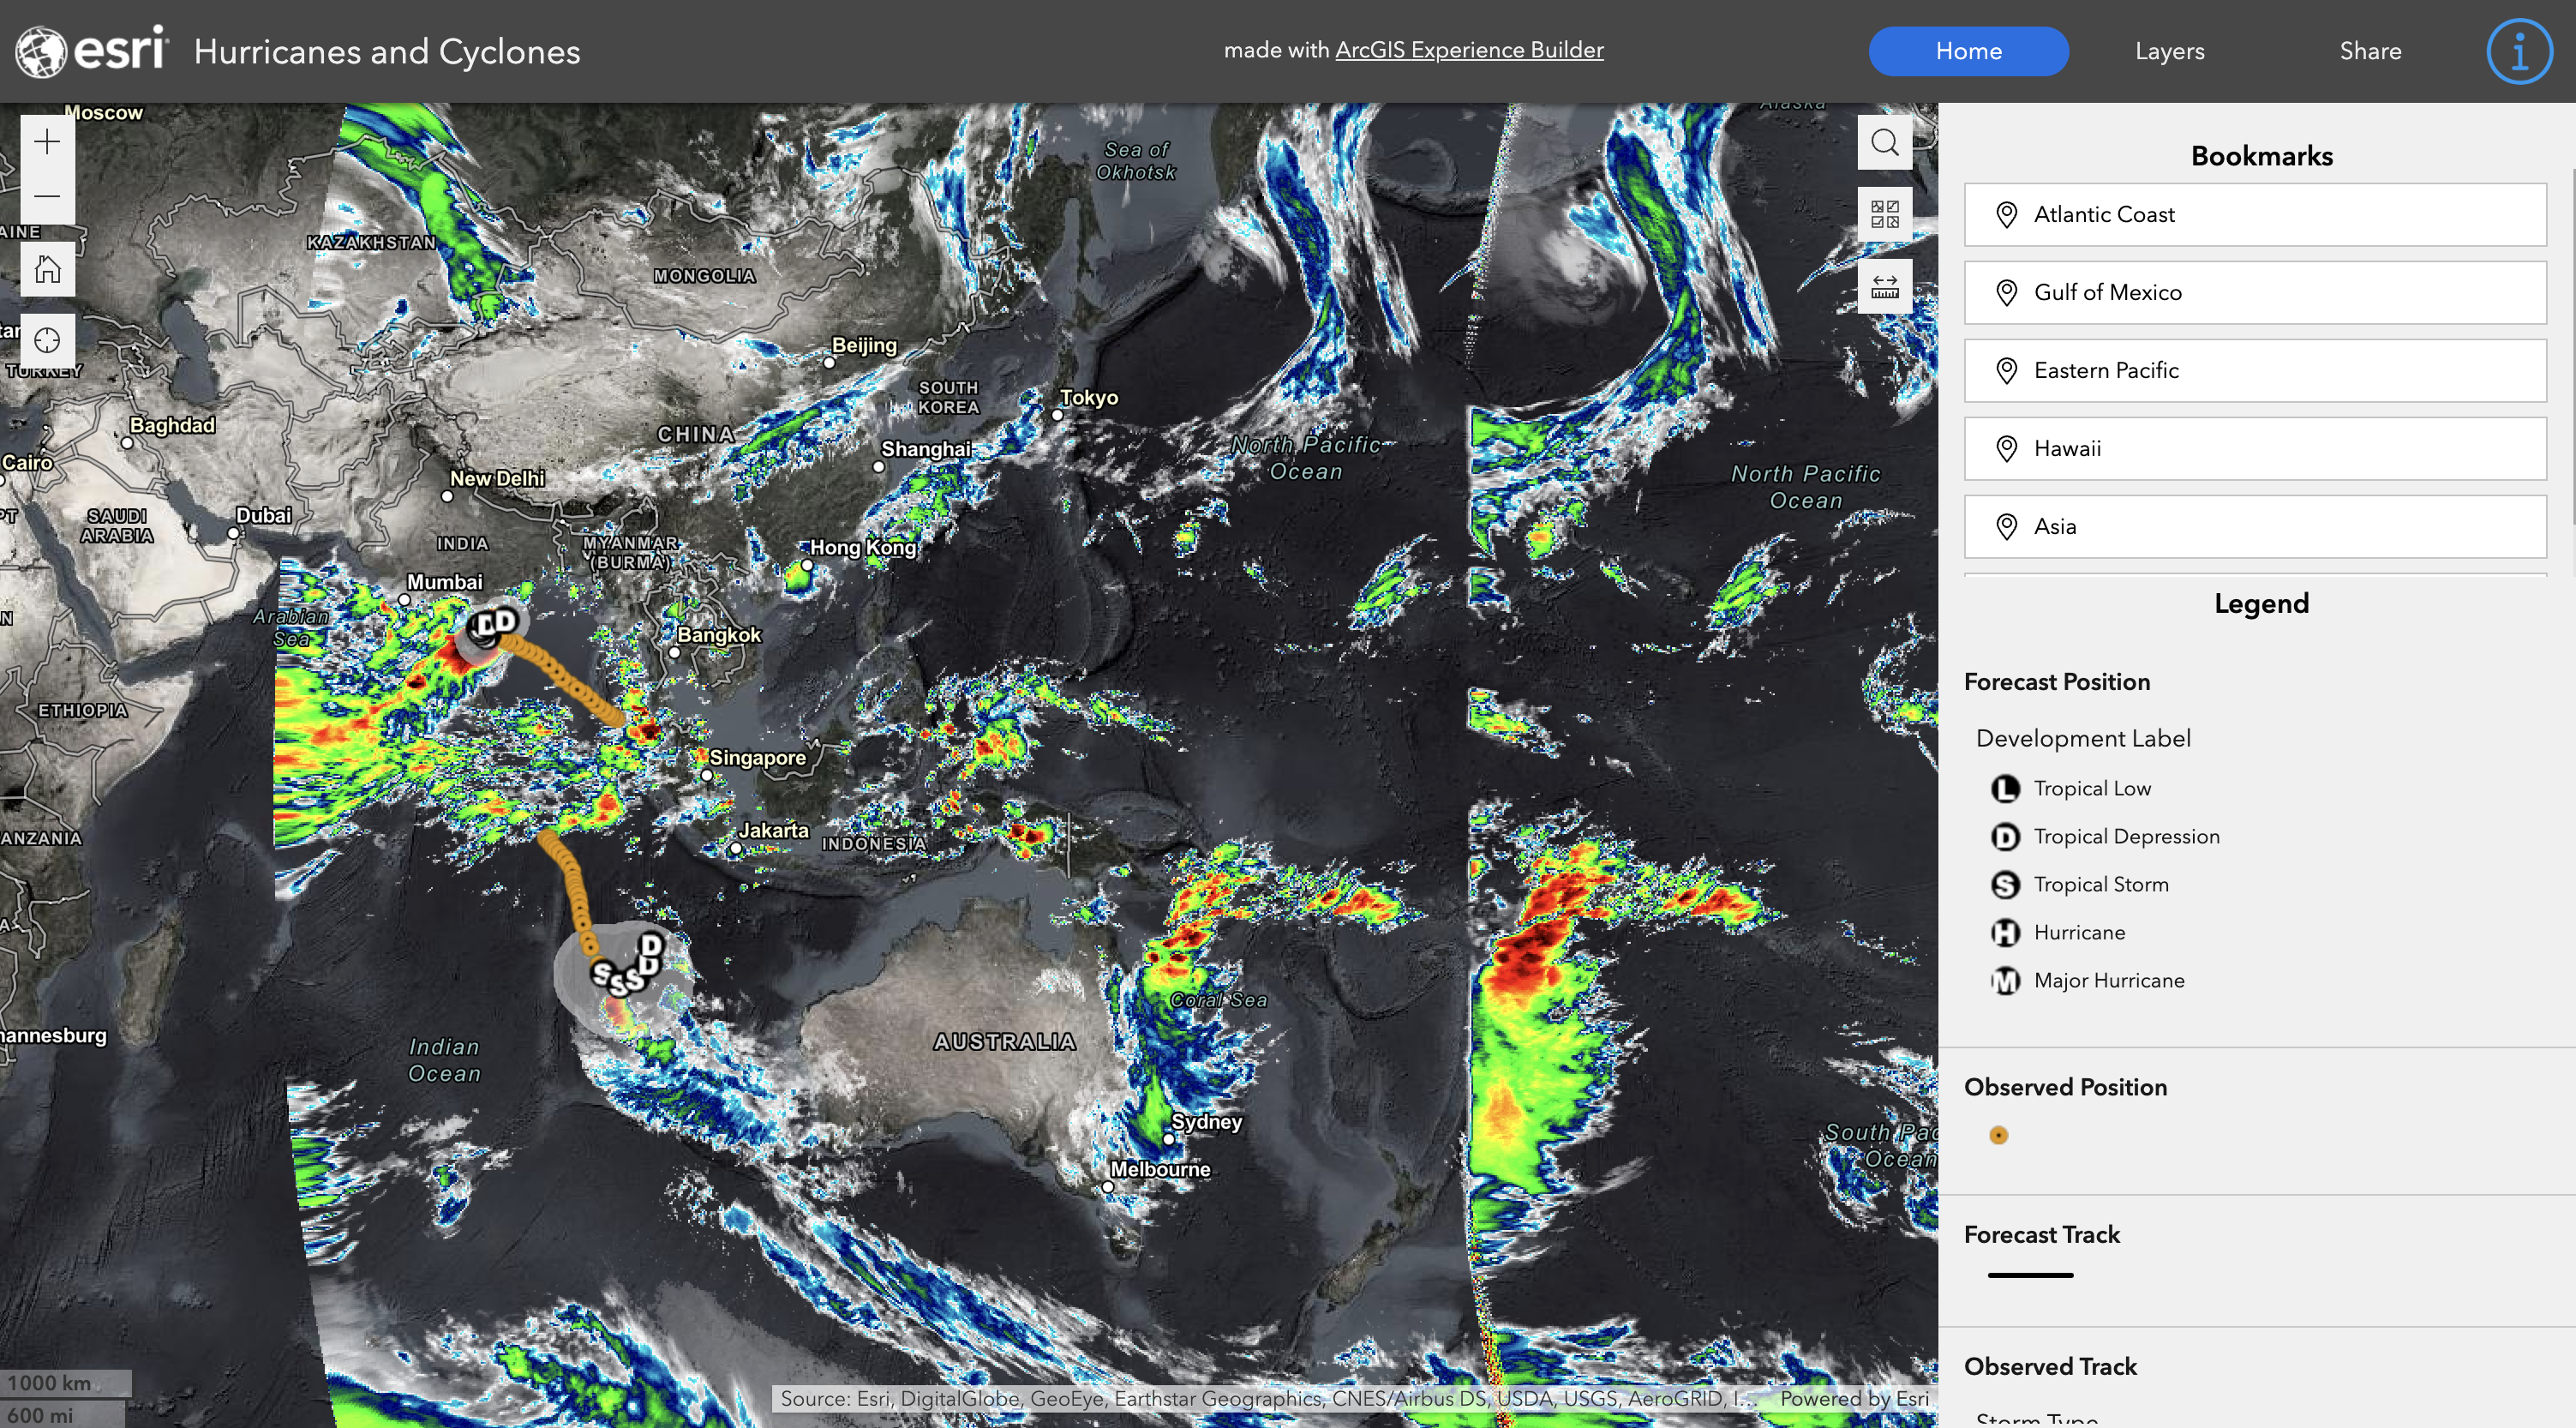 esri
Hurricanes and Cyclones
made with ArcGIS Experience Builder
Home
Layers
Share
Moscow
Alaska
Sea of
Okhotsk
AINE
KAZAKHSTAN
MONGOLIA
TURKEY
Beijing
SOUTH
KOREA
Tokyo
Baghdad
CHINA
Shanghai
North Pacific
Ocean
Cairo
New Delhi
North Pacific
Ocean
SAUDI
ARABIA
Dubai
INDIA
MYANMAR
(BURMA)
Hong Kong
Mumbai
Arabian
Sea
D
D
Bangkok
ETHIOPIA
Singapore
ANZANIA
Jakarta
INDONESIA
D
D
S
S
S
Coral Sea
hannesburg
Indian
Ocean
AUSTRALIA
Sydney
South Pac
Ocean
Melbourne
1000 km
600 mi
Source: Esri, DigitalGlobe, GeoEye, Earthstar Geographics, CNES/Airbus DS, USDA, USGS, AeroGRID, I...
Powered by Esri
Bookmarks
Atlantic Coast
Gulf of Mexico
Eastern Pacific
Hawaii
Asia
Legend
Forecast Position
Development Label
L Tropical Low
D Tropical Depression
S Tropical Storm
H Hurricane
M Major Hurricane
Observed Position
Forecast Track
Observed Track
Storm Type